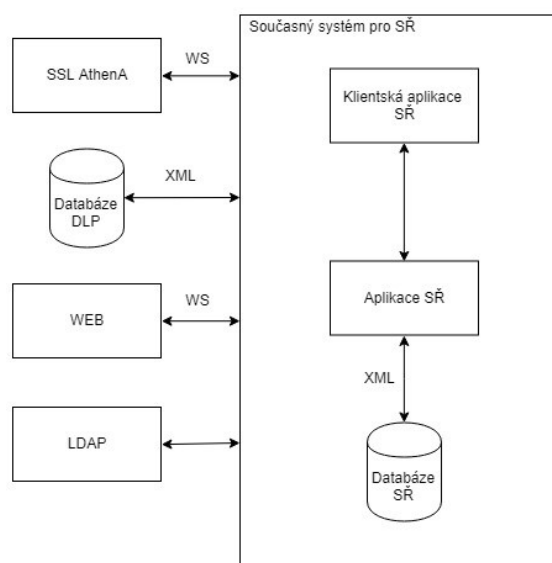 Současný systém pro SŘ
SSL AthenA
WS
Klientská aplikace
SŘ
XML
Databáze
DLP
WS
WEB
Aplikace SŘ
XML
LDAP
Databáze
SŘ